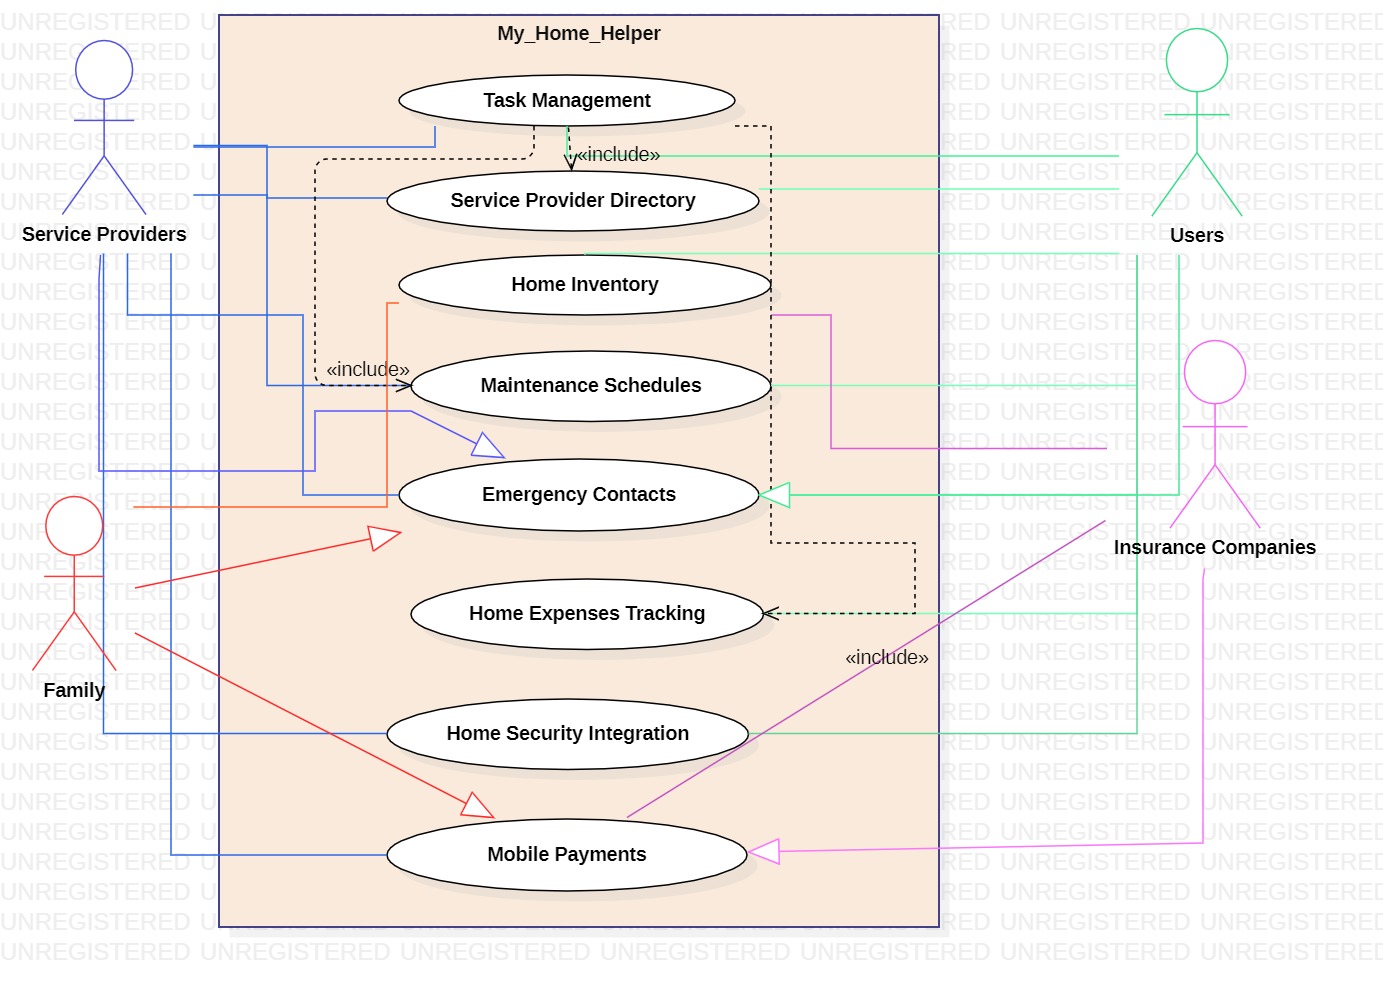 My_Home_Helper
Task Management
«include»
Service Provider Directory
Service Providers
Users
Home Inventory
«include»
Maintenance Schedules
Emergency Contacts
Insurance Companies
Home Expenses Tracking
«include»
Family
Home Security Integration
Mobile Payments
UNREGISTERED UNREGISTERED UNREGISTERED UNREGISTERED UNREGISTERED UNREGISTERED UNREGISTERED